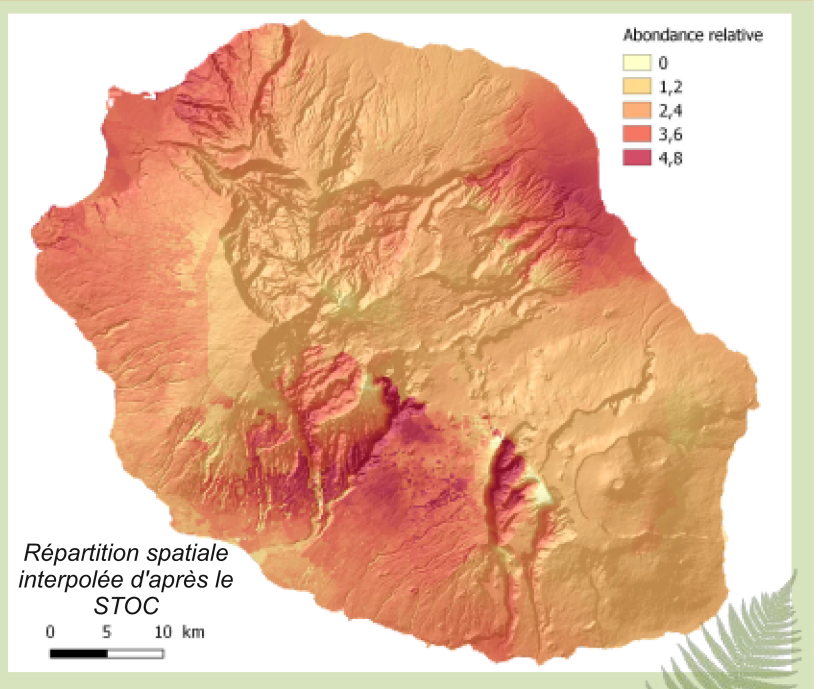 Abondance relative
0
1,2
2,4
3,6
4,8
Répartition spatiale
interpolée d'après le
STOC
0 5 10 km